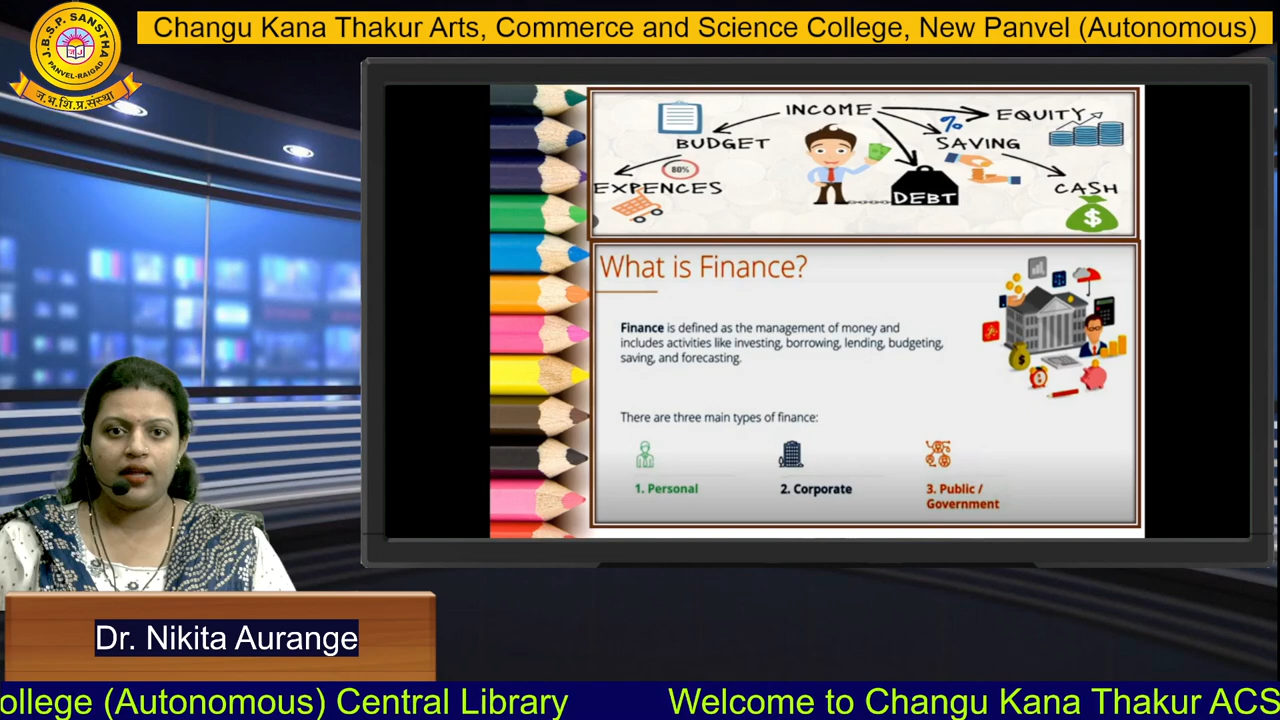 Changu Kana Thakur Arts, Commerce and Science College, New Panvel (Autonomous)
J.B.S.P. SANSTHA
PANVEL-RAIGAD
ज.भ.शि.प्र.संस्था
INCOME
EQUITY
%
BUDGET
SAVING
80%
EXPENCES
DEBT
CASH
$
What is Finance?
Finance is defined as the management of money and
includes activities like investing, borrowing, lending, budgeting,
saving, and forecasting.
There are three main types of finance:
1. Personal
2. Corporate
3. Public /
Government
Dr. Nikita Aurange
ollege (Autonomous) Central Library
Welcome to Changu Kana Thakur ACS